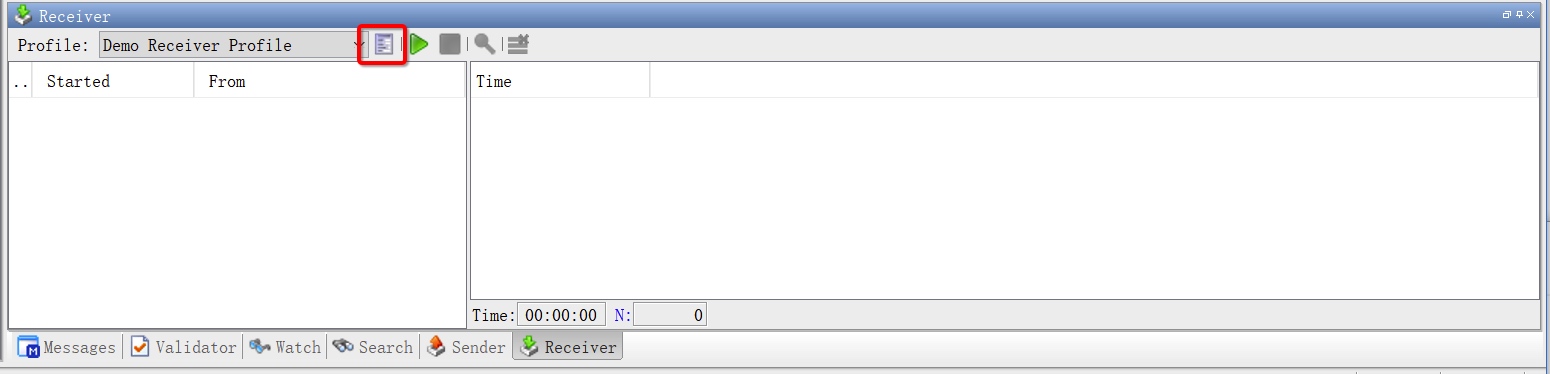 Receiver
Profile: Demo Receiver Profile
.. Started From Time
Time: 00:00:00 N: 0
Messages Validator Watch Search Sender Receiver